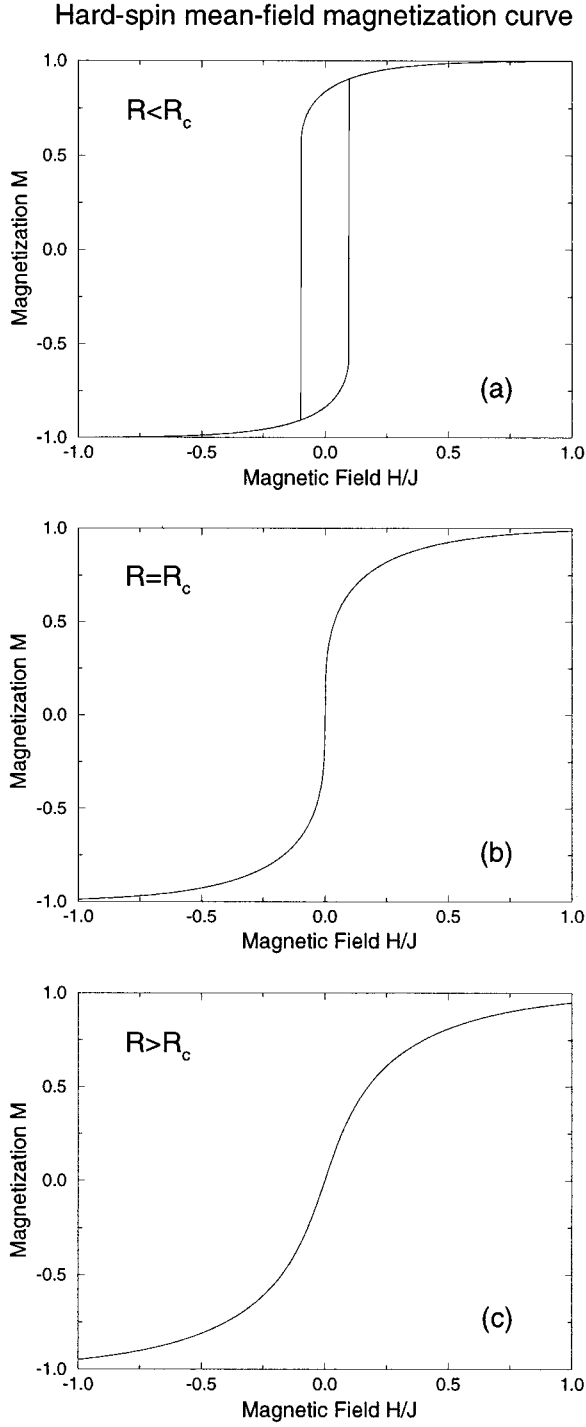 Hard-spin mean-field magnetization curve
1.0
R<Rc
0.5
Magnetization M
0.0
-0.5
(a)
-1.0
-1.0 -0.5 0.0 0.5 1.0
Magnetic Field H/J
1.0
R=Rc
0.5
Magnetization M
0.0
-0.5
(b)
-1.0
-1.0 -0.5 0.0 0.5 1.0
Magnetic Field H/J
1.0
R>Rc
0.5
Magnetization M
0.0
-0.5
(c)
-1.0
-1.0 -0.5 0.0 0.5 1.0
Magnetic Field H/J